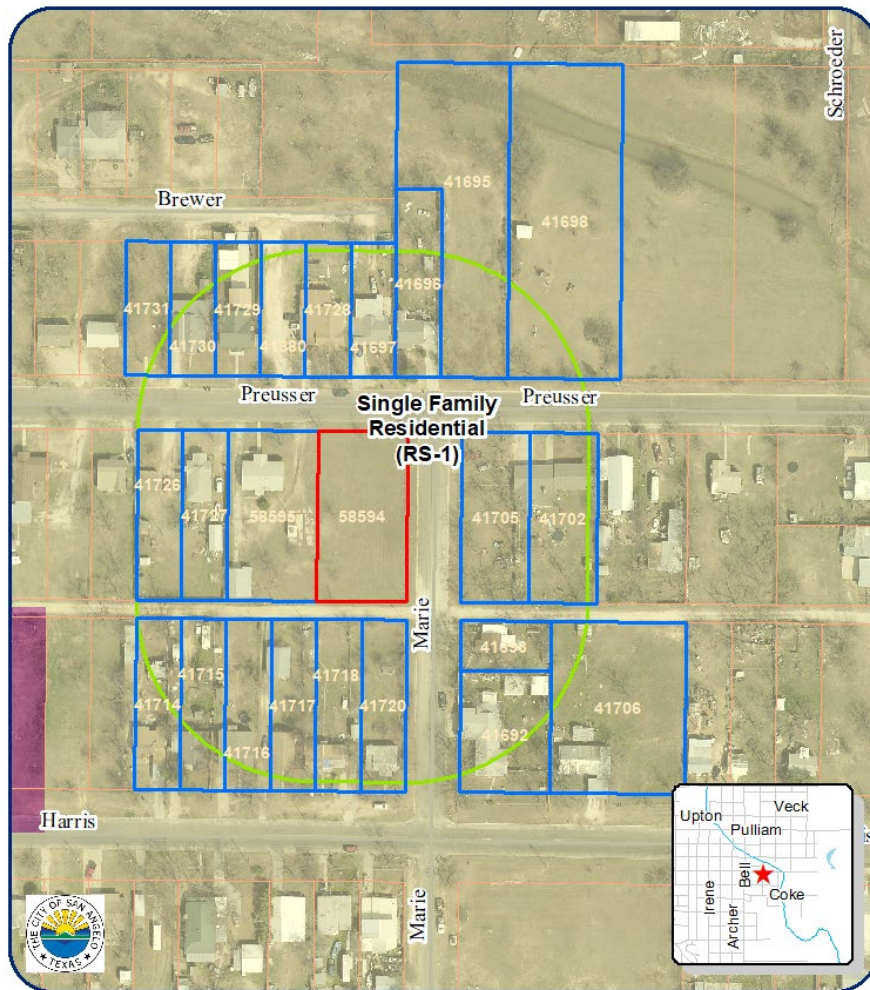 Schroeder
Brewer
41695
41698
41696
41731
41729
41728
41730
41697
Preusser
Preusser
Single Family
Residential
(RS-1)
41726
41727
58595
58594
41705
41702
Marie
41715
41718
41714
41717
41720
41716
41692
41706
Harris
Marie
Veck
Upton
Pulliam
Bell
Coke
Irene
Archer
THE CITY OF SAN ANGELO
TEXAS